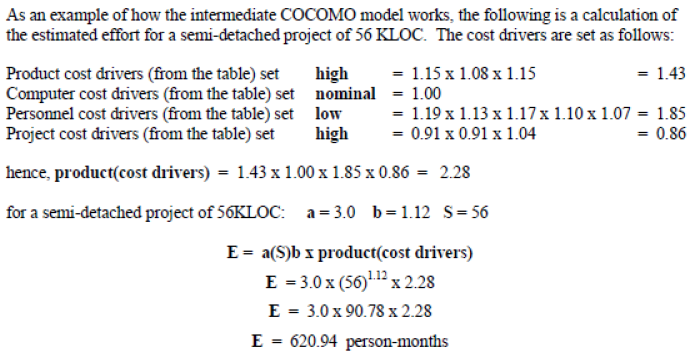 As an example of how the intermediate COCOMO model works, the following is a calculation of
the estimated effort for a semi-detached project of 56 KLOC. The cost drivers are set as follows:
Product cost drivers (from the table) set high = 1.15 x 1.08 x 1.15 = 1.43
Computer cost drivers (from the table) set nominal = 1.00
Personnel cost drivers (from the table) set low = 1.19 x 1.13 x 1.17 x 1.10 x 1.07 = 1.85
Project cost drivers (from the table) set high = 0.91 x 0.91 x 1.04 = 0.86
hence, product(cost drivers) = 1.43 x 1.00 x 1.85 x 0.86 = 2.28
for a semi-detached project of 56KLOC: a = 3.0 b = 1.12 S = 56
E = a(S)b x product(cost drivers)
E = 3.0 x (56)^1.12 x 2.28
E = 3.0 x 90.78 x 2.28
E = 620.94 person-months